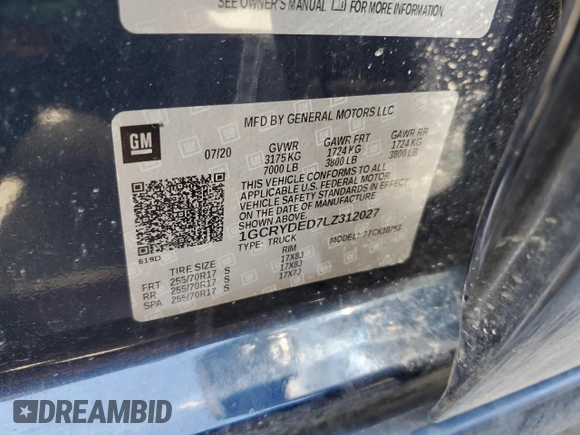 SEE OWNER'S MANUAL FOR MORE INFORMATION
GM
MFD BY GENERAL MOTORS LLC
07/20 GVWR GAWR FRT GAWR RR
3175KG 1724 KG 1724 KG
7000 LB 3800 LB 3800 LB
THIS VEHICLE CONFORMS TO ALL
APPLICABLE U.S. FEDERAL MOTOR
VEHICLE SAFETY STANDARDS IN EFFECT
ON THE DATE OF MANUFACTURE
SHOWN ABOVE.
1GCRYDED7LZ312027
TYPE: TRUCK MODEL:
619D
TIRE SIZE RIM
FRT 255/70R17 S 17X8J
RR 255/70R17 S 17X8J
SPA 255/70R17 S 17X7J
DREAMBID